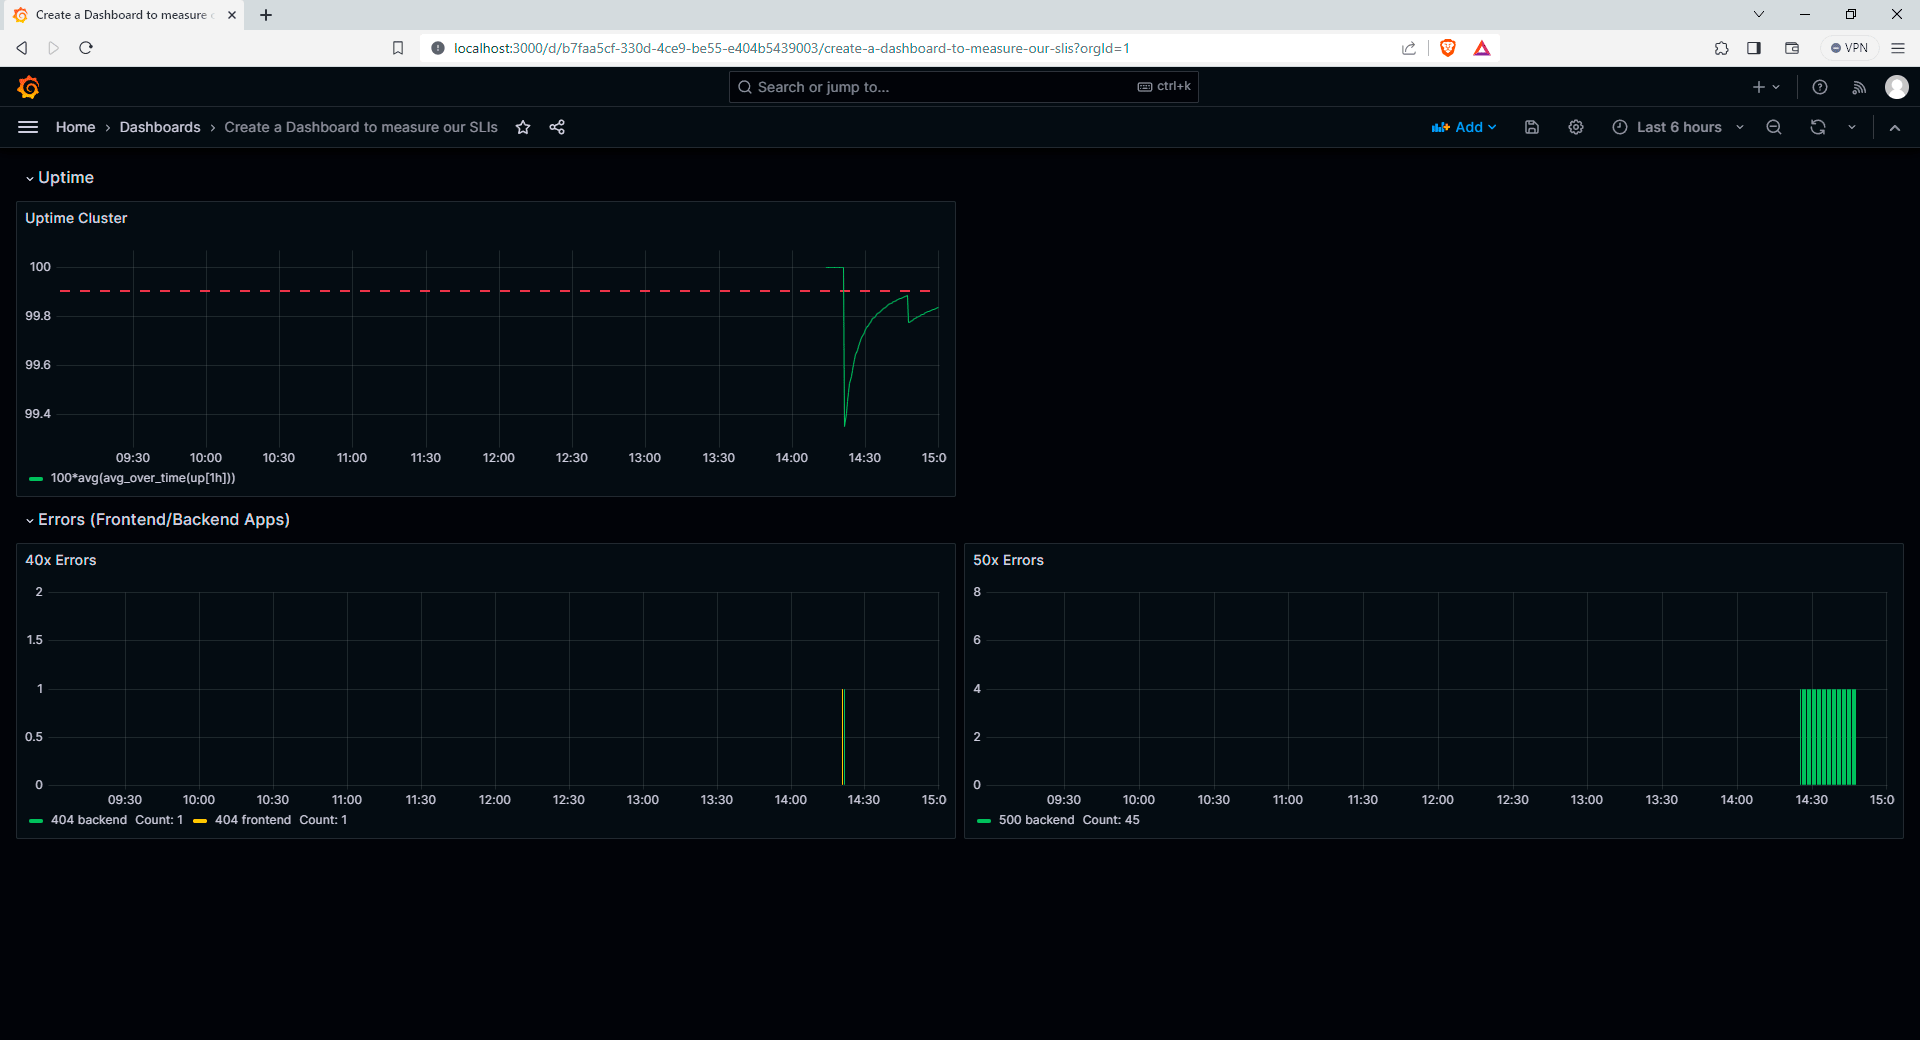 Create a Dashboard to measure
localhost:3000/d/b7faa5cf-330d-4ce9-be55-e404b5439003/create-a-dashboard-to-measure-our-slis?orgId=1
VPN
Search or jump to...
ctrl+k
Home › Dashboards › Create a Dashboard to measure our SLIs
Add
Last 6 hours
Uptime
Uptime Cluster
100
99.8
99.6
99.4
09:30 10:00 10:30 11:00 11:30 12:00 12:30 13:00 13:30 14:00 14:30 15:0
100*avg(avg_over_time(up[1h]))
Errors (Frontend/Backend Apps)
40x Errors
2
1.5
1
0.5
0
09:30 10:00 10:30 11:00 11:30 12:00 12:30 13:00 13:30 14:00 14:30 15:0
404 backend Count: 1 404 frontend Count: 1
50x Errors
8
6
4
2
0
09:30 10:00 10:30 11:00 11:30 12:00 12:30 13:00 13:30 14:00 14:30 15:0
500 backend Count: 45